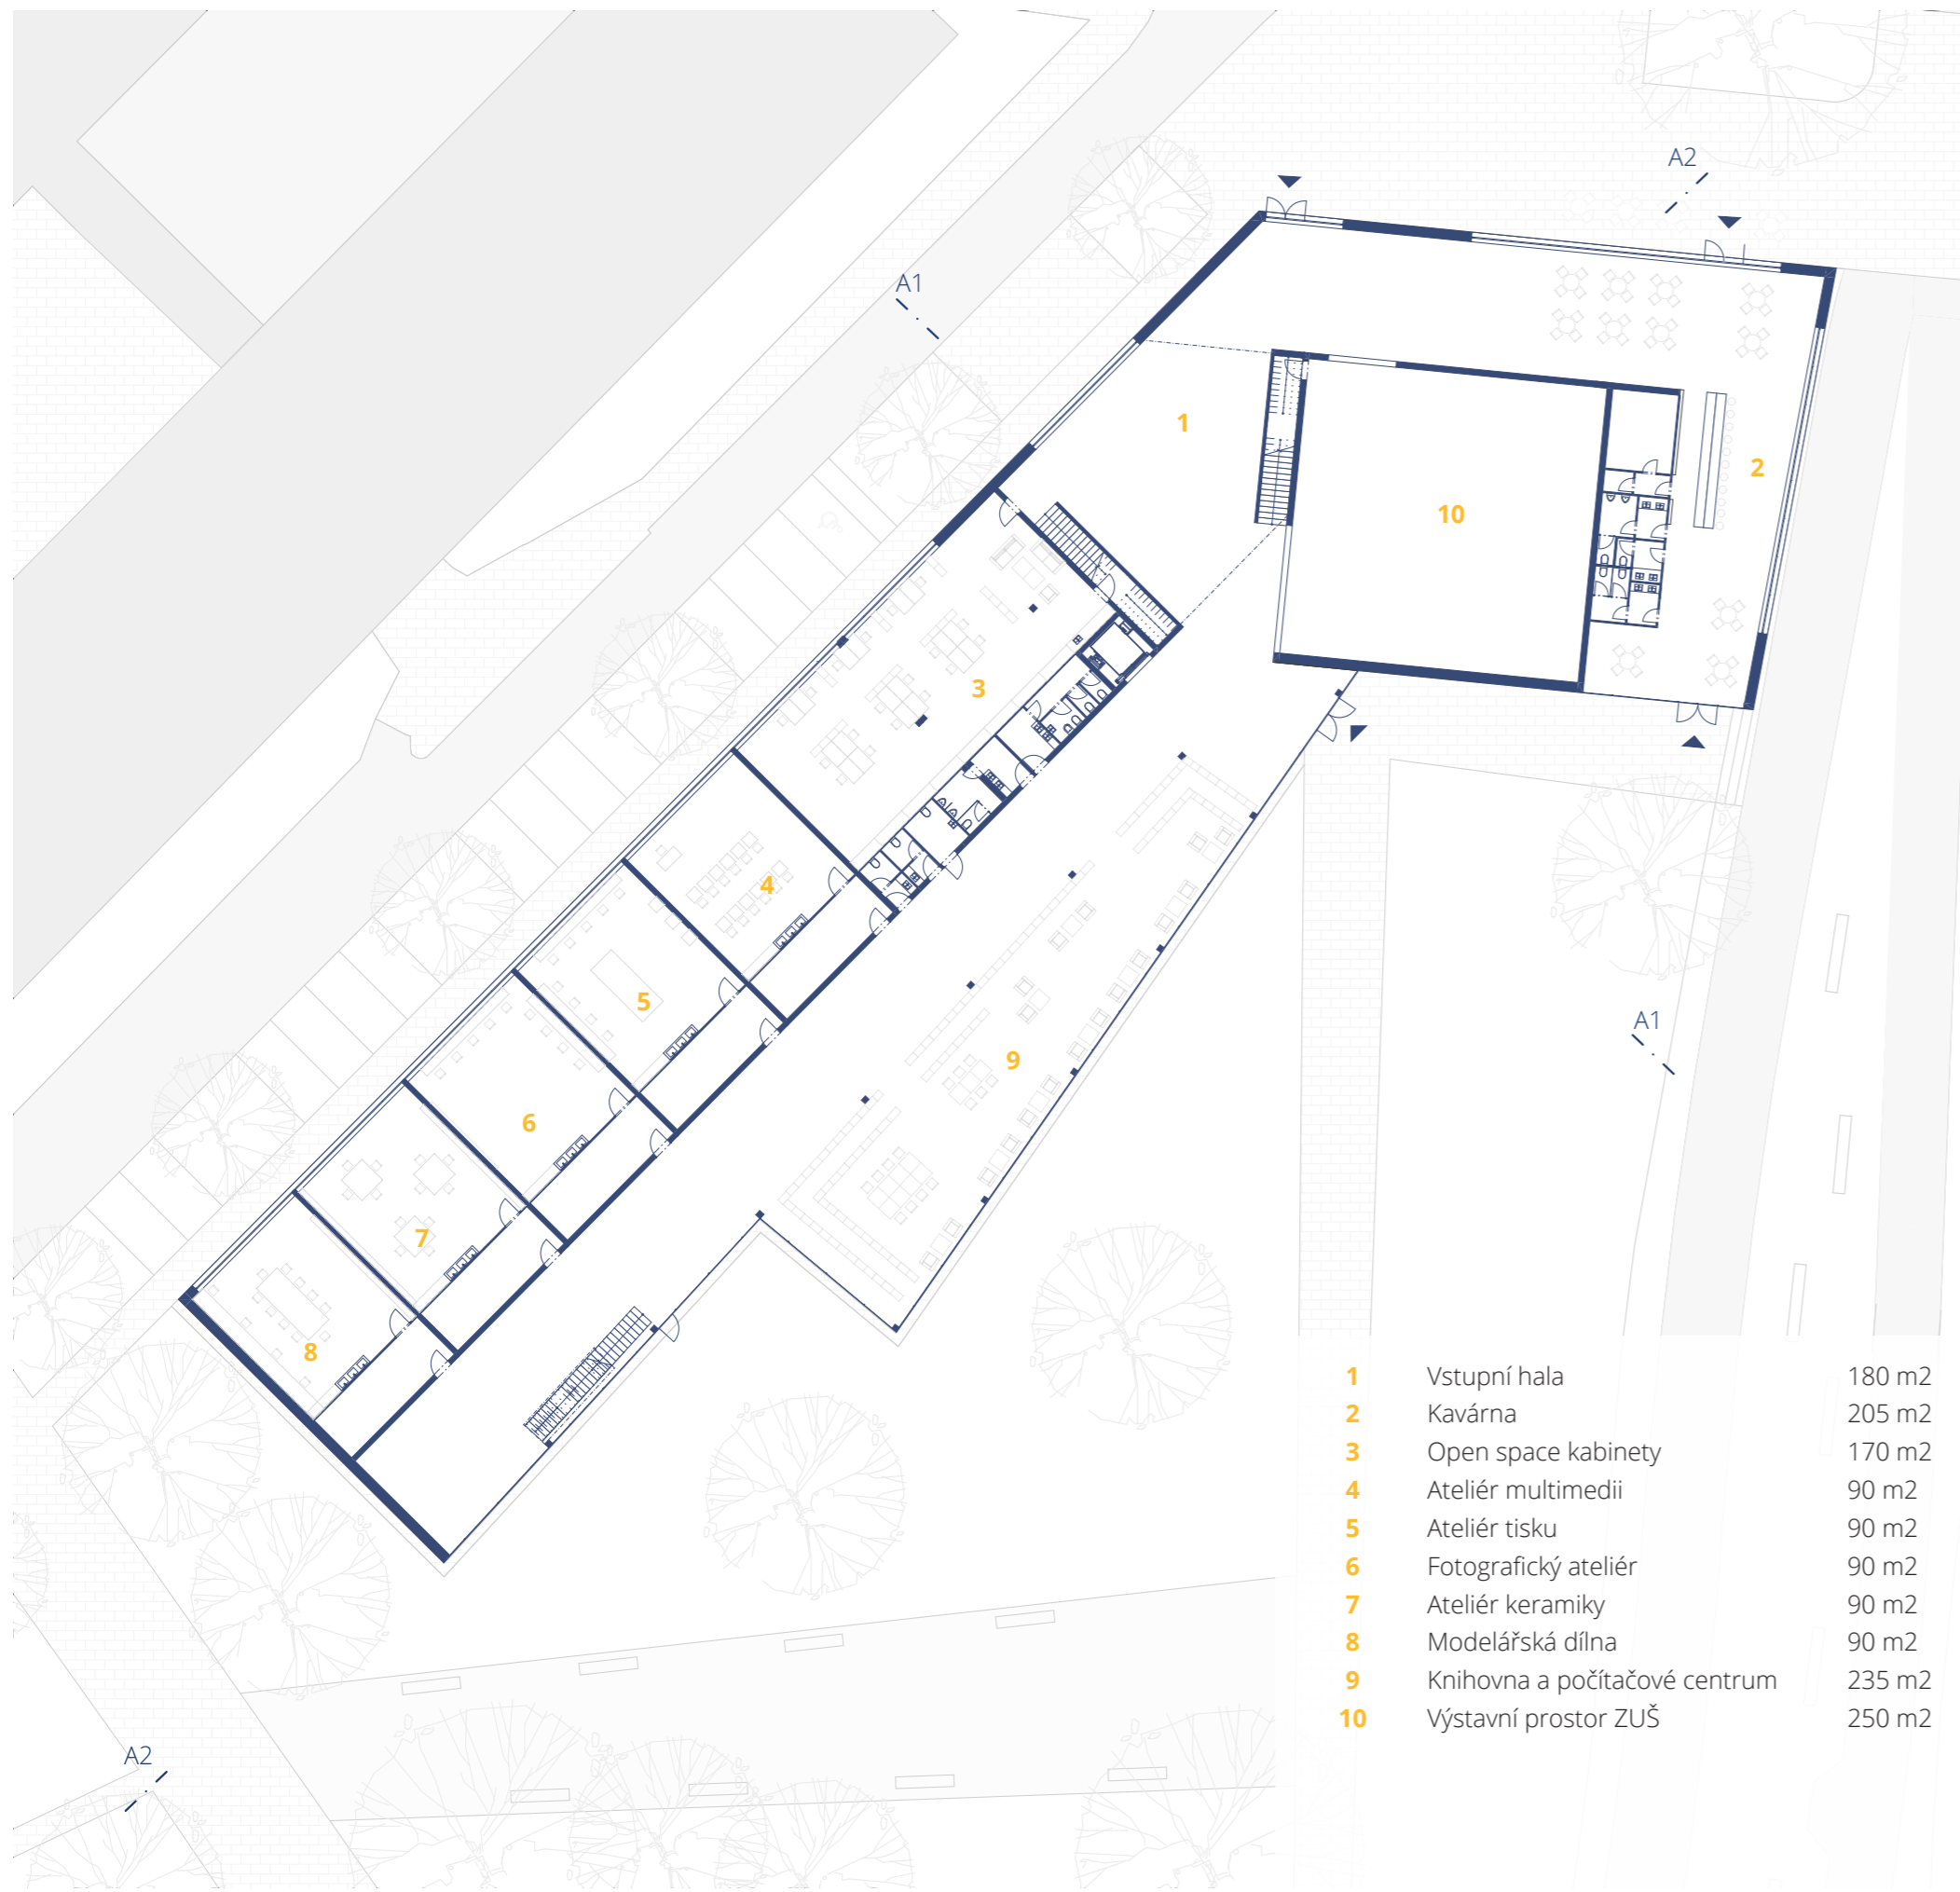 A2
A1
1
2
10
3
4
5
A1
9
6
7
8
1 Vstupní hala 180 m2
2 Kavárna 205 m2
3 Open space kabinety 170 m2
4 Ateliér multimedii 90 m2
5 Ateliér tisku 90 m2
6 Fotografický ateliér 90 m2
7 Ateliér keramiky 90 m2
8 Modelářská dílna 90 m2
9 Knihovna a počítačové centrum 235 m2
10 Výstavní prostor ZUŠ 250 m2
A2